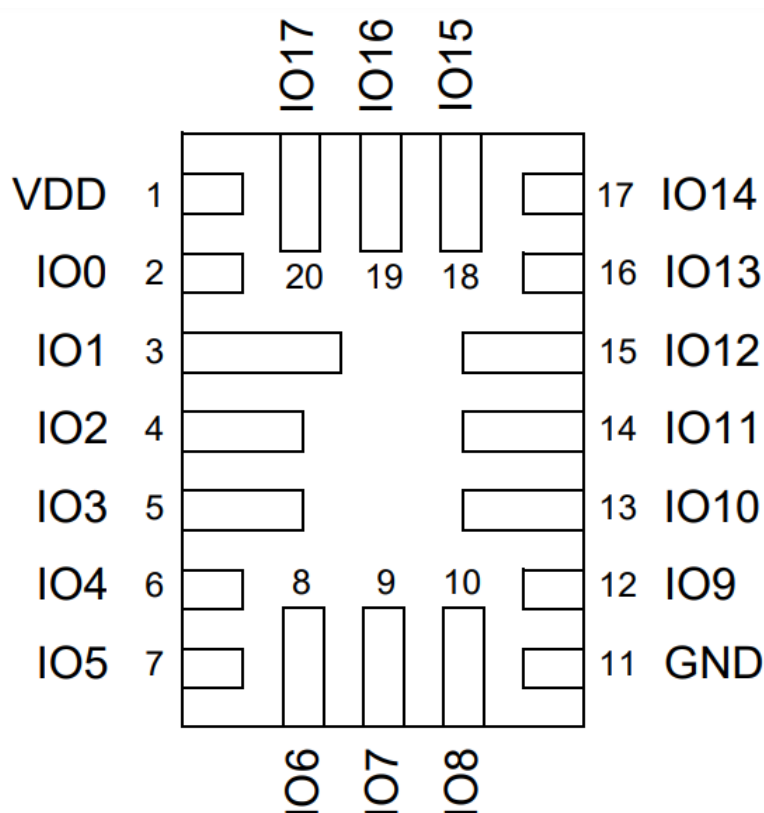 IO17 IO16 IO15
VDD 1 17 IO14
IO0 2 20 19 18 16 IO13
IO1 3 15 IO12
IO2 4 14 IO11
IO3 5 13 IO10
IO4 6 8 9 10 12 IO9
IO5 7 11 GND
IO6 IO7 IO8